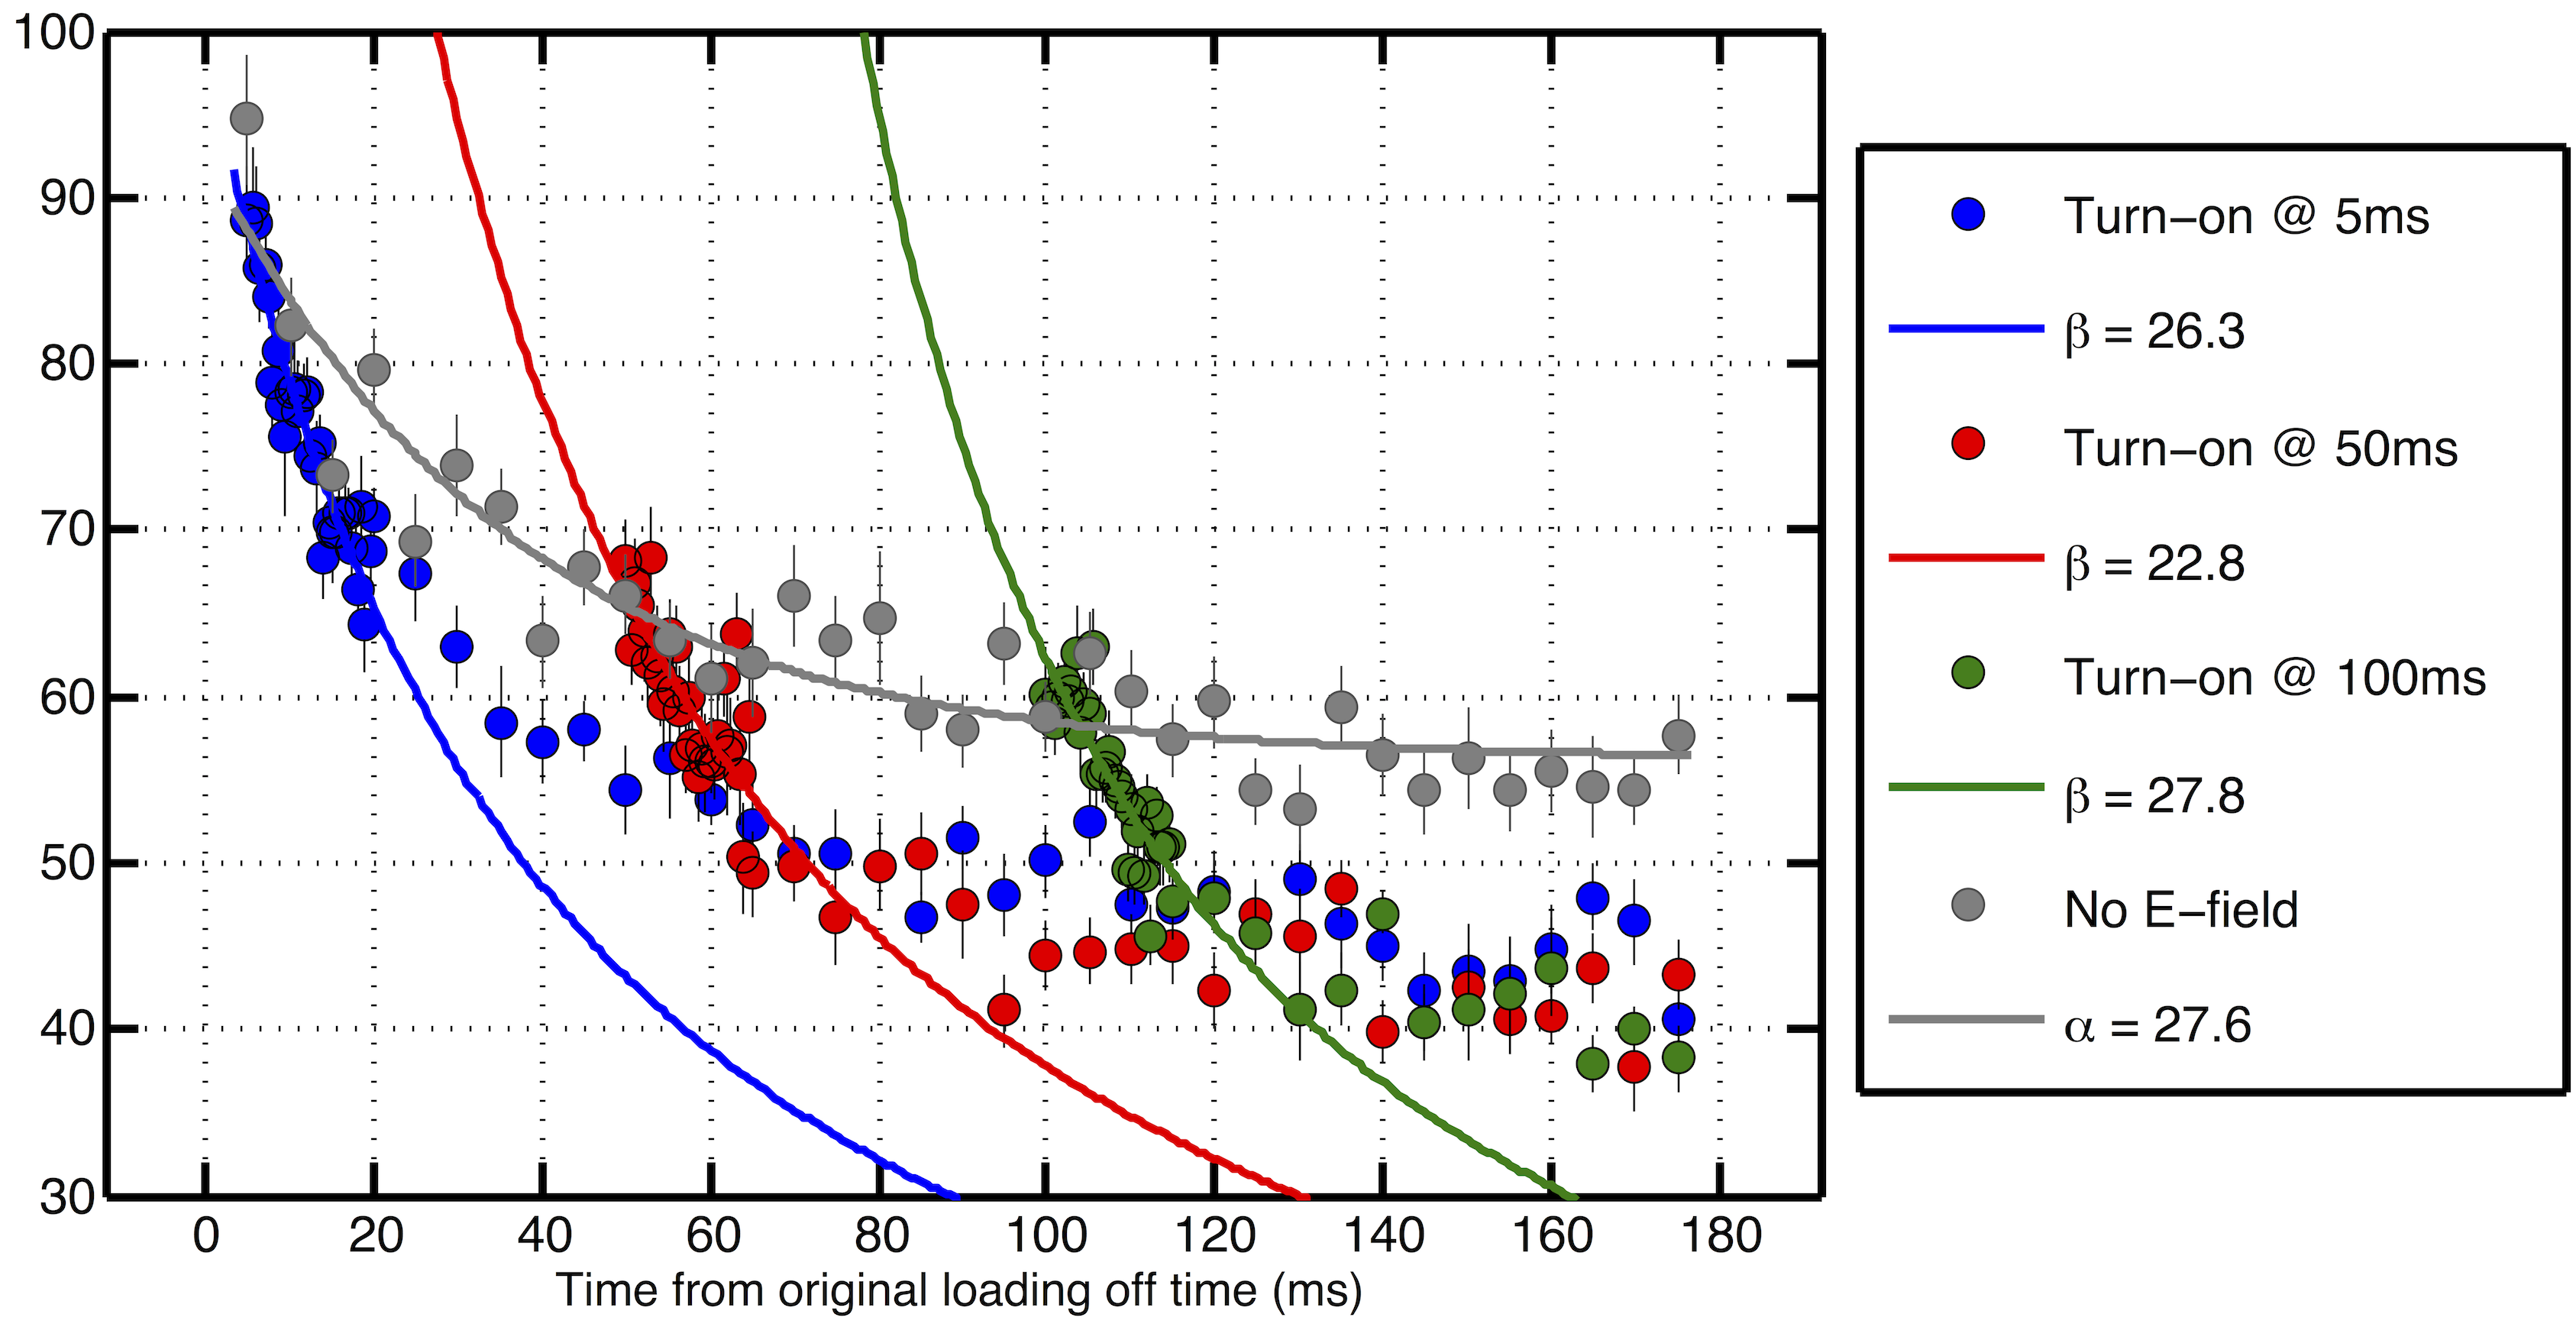 100
90
80
70
60
50
40
30
0 20 40 60 80 100 120 140 160 180
Time from original loading off time (ms)
Turn−on @ 5ms
β = 26.3
Turn−on @ 50ms
β = 22.8
Turn−on @ 100ms
β = 27.8
No E−field
α = 27.6